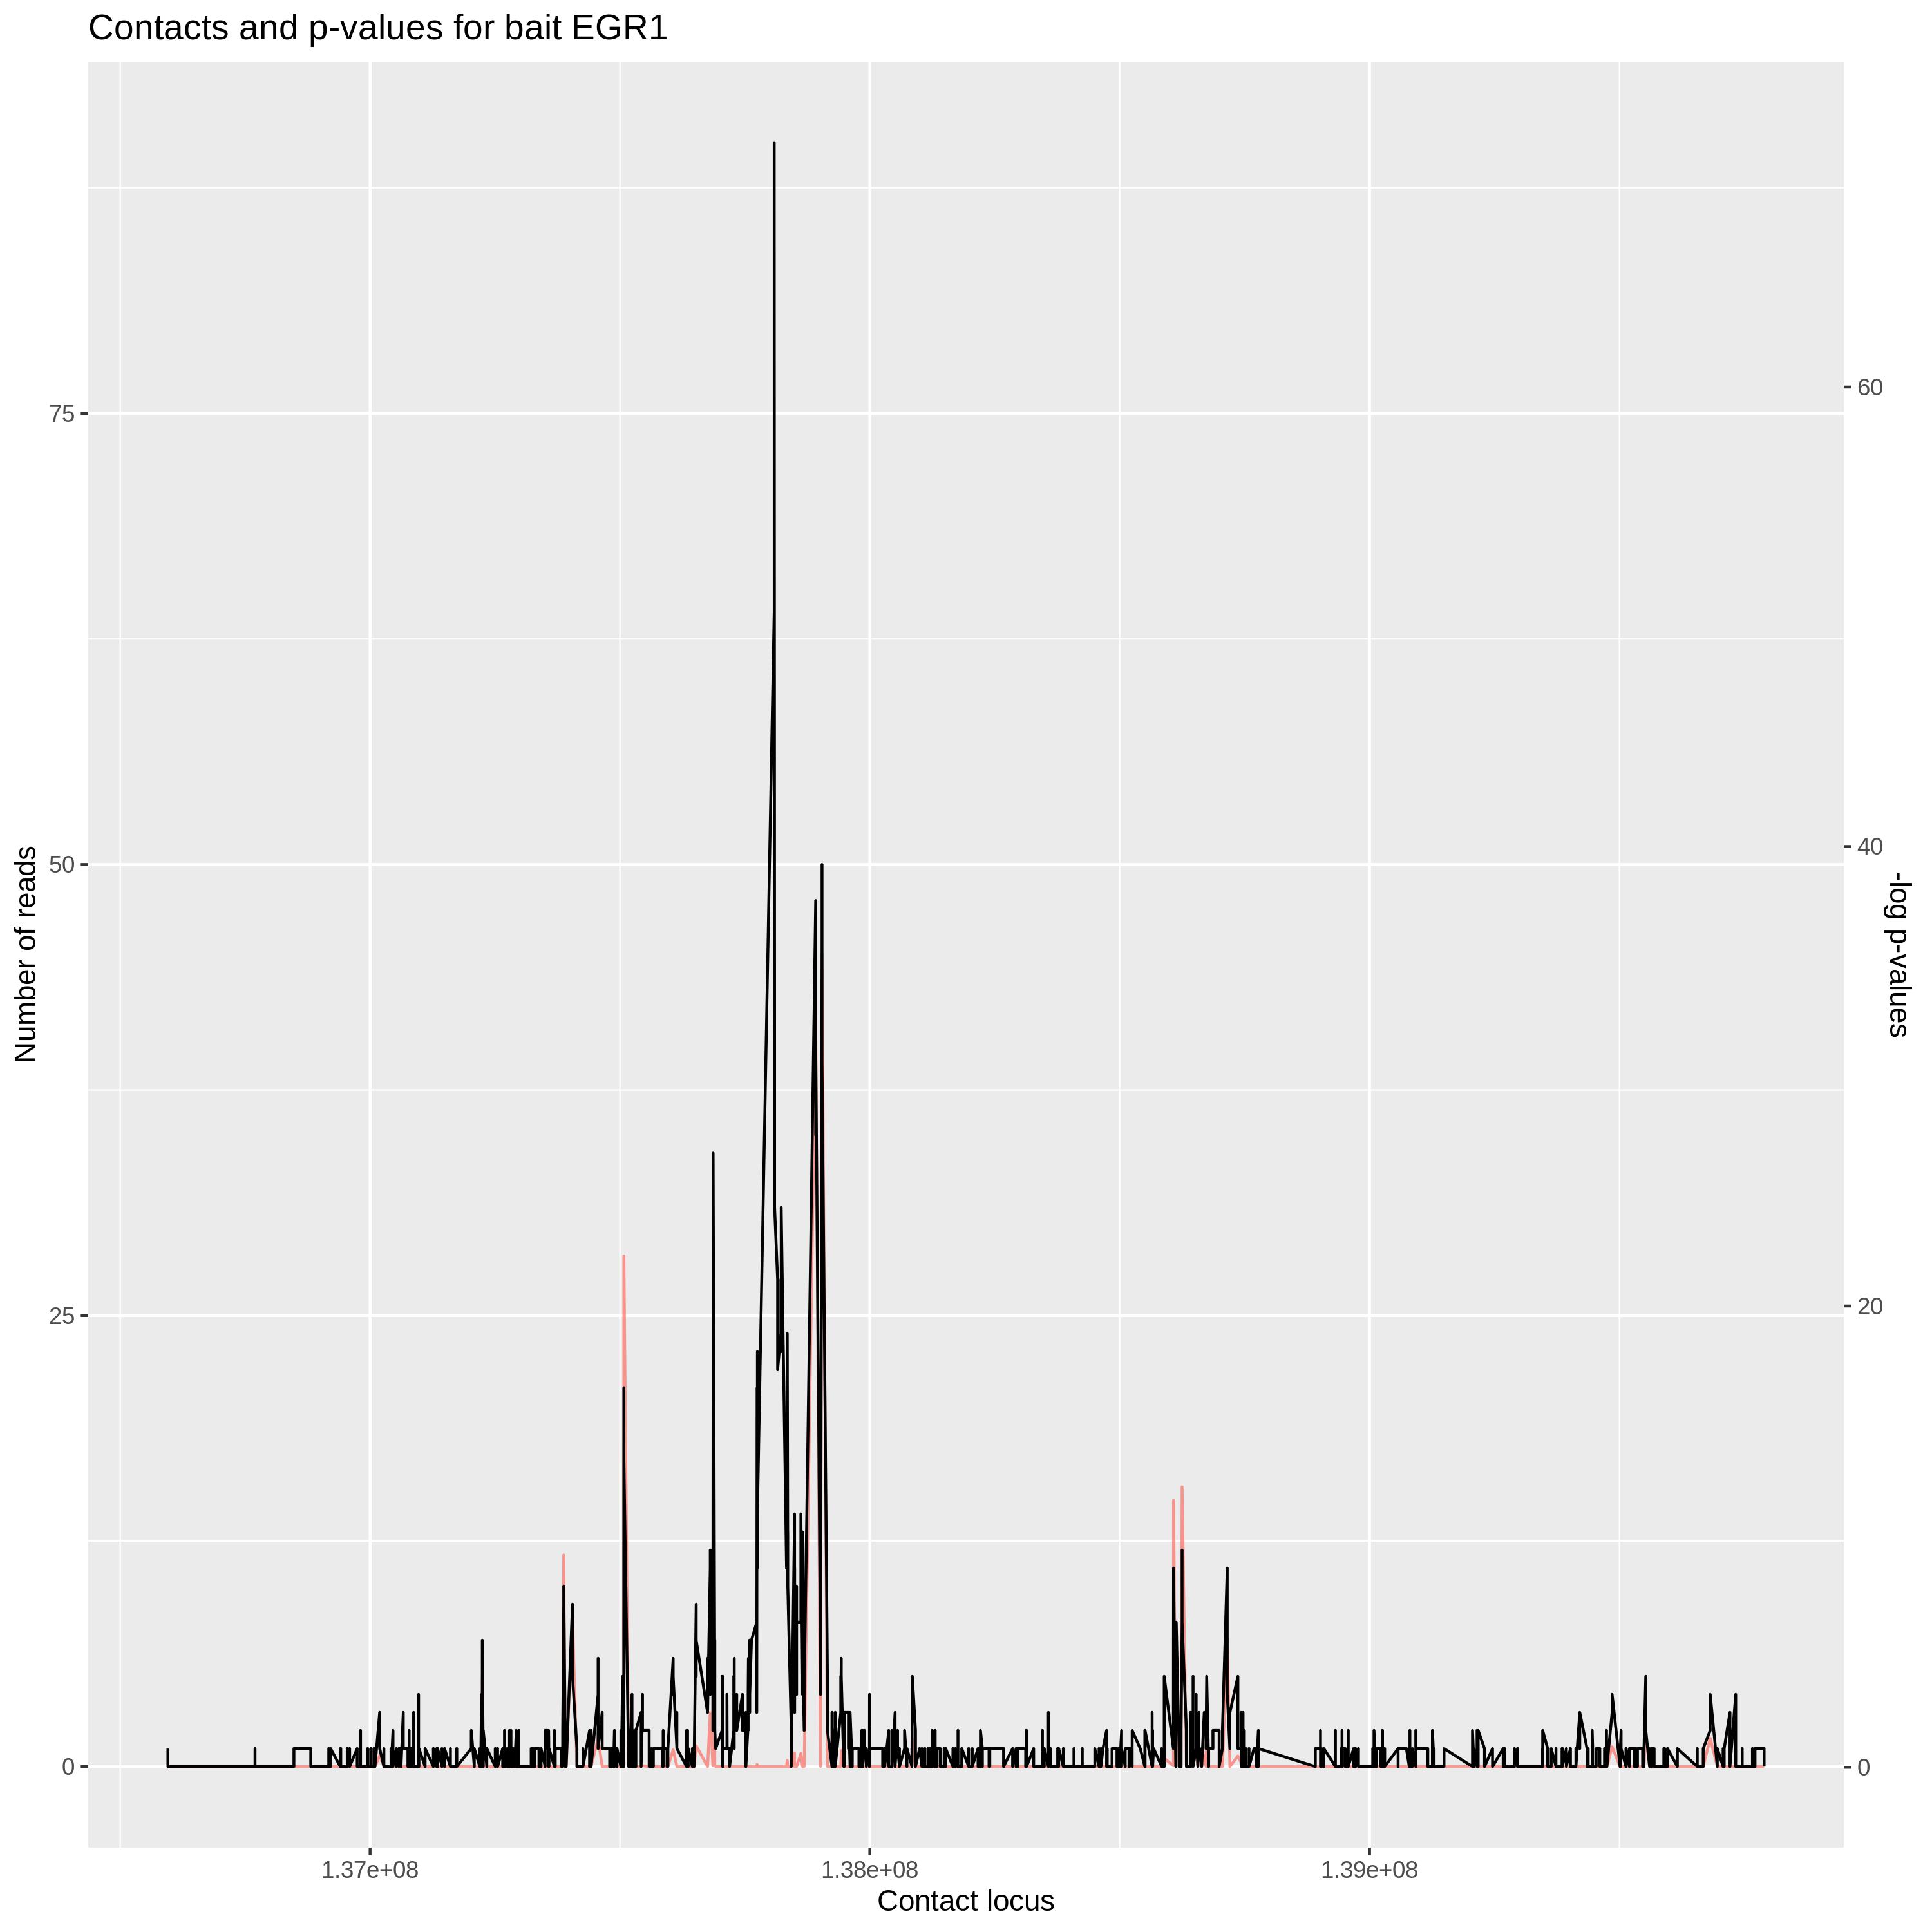 Contacts and p-values for bait EGR1
75
50
25
0
Number of reads
60
40
20
0
-log p-values
1.37e+08 1.38e+08 1.39e+08
Contact locus